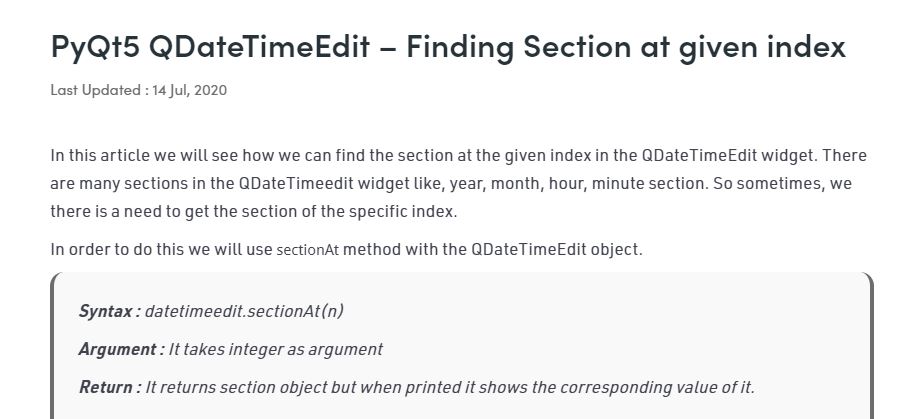 PyQt5 QDateTimeEdit – Finding Section at given index
Last Updated : 14 Jul, 2020
In this article we will see how we can find the section at the given index in the QDateTimeEdit widget. There
are many sections in the QDateTimeedit widget like, year, month, hour, minute section. So sometimes, we
there is a need to get the section of the specific index.
In order to do this we will use sectionAt method with the QDateTimeEdit object.
Syntax : datetimeedit.sectionAt(n)
Argument : It takes integer as argument
Return : It returns section object but when printed it shows the corresponding value of it.